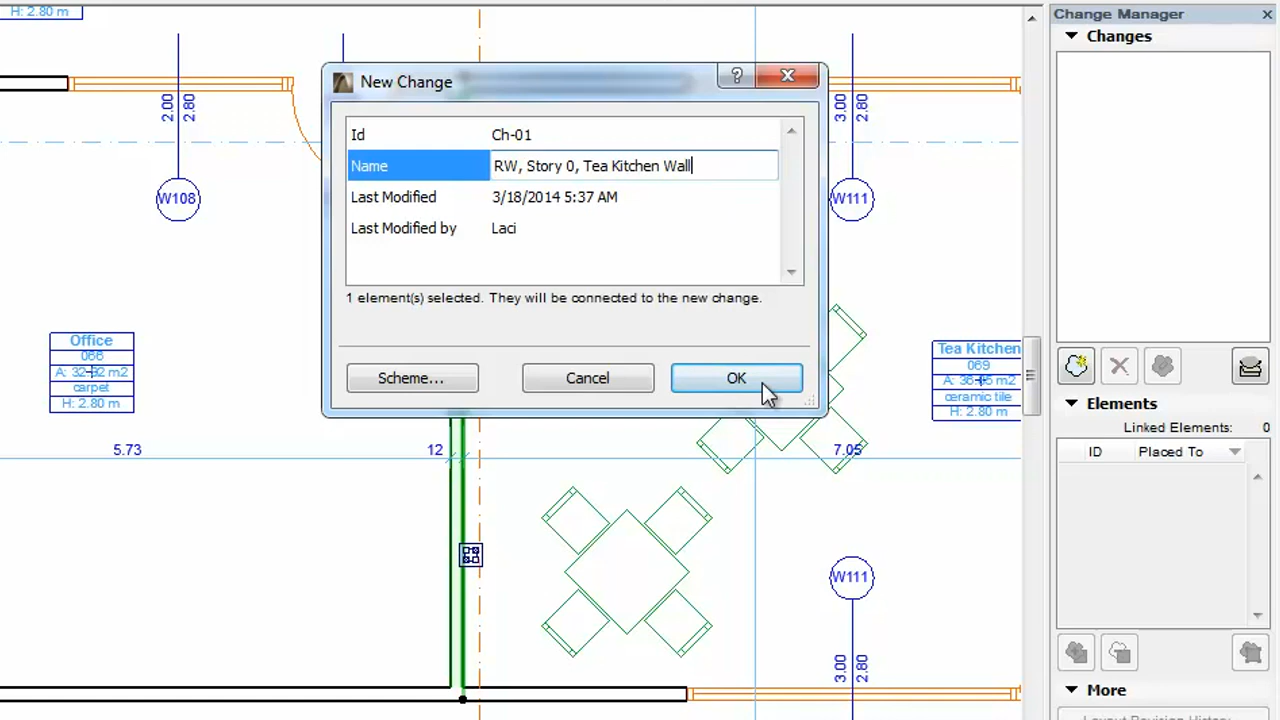 H: 2.80 m
Change Manager
Changes
New Change
Id Ch-01
Name RW, Story 0, Tea Kitchen Wall
Last Modified 3/18/2014 5:37 AM
Last Modified by Laci
1 element(s) selected. They will be connected to the new change.
Scheme... Cancel OK
2.00
2.80
W108
3.00
2.80
W111
Office
066
carpet
H: 2.80 m
Tea Kitchen
069
ceramic tile
H: 2.80 m
Elements
Linked Elements: 0
ID Placed To
5.73
12
7.05
W111
3.00
2.80
More